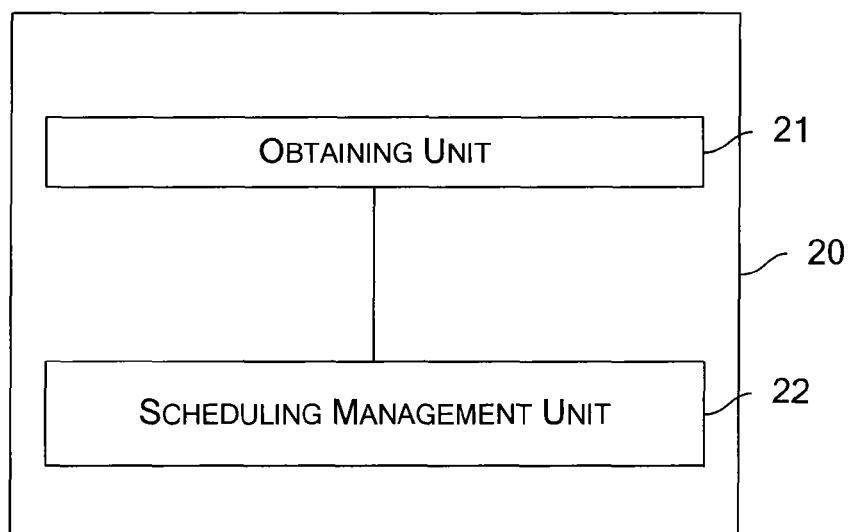 OBTAINING UNIT
21
20
SCHEDULING MANAGEMENT UNIT
22